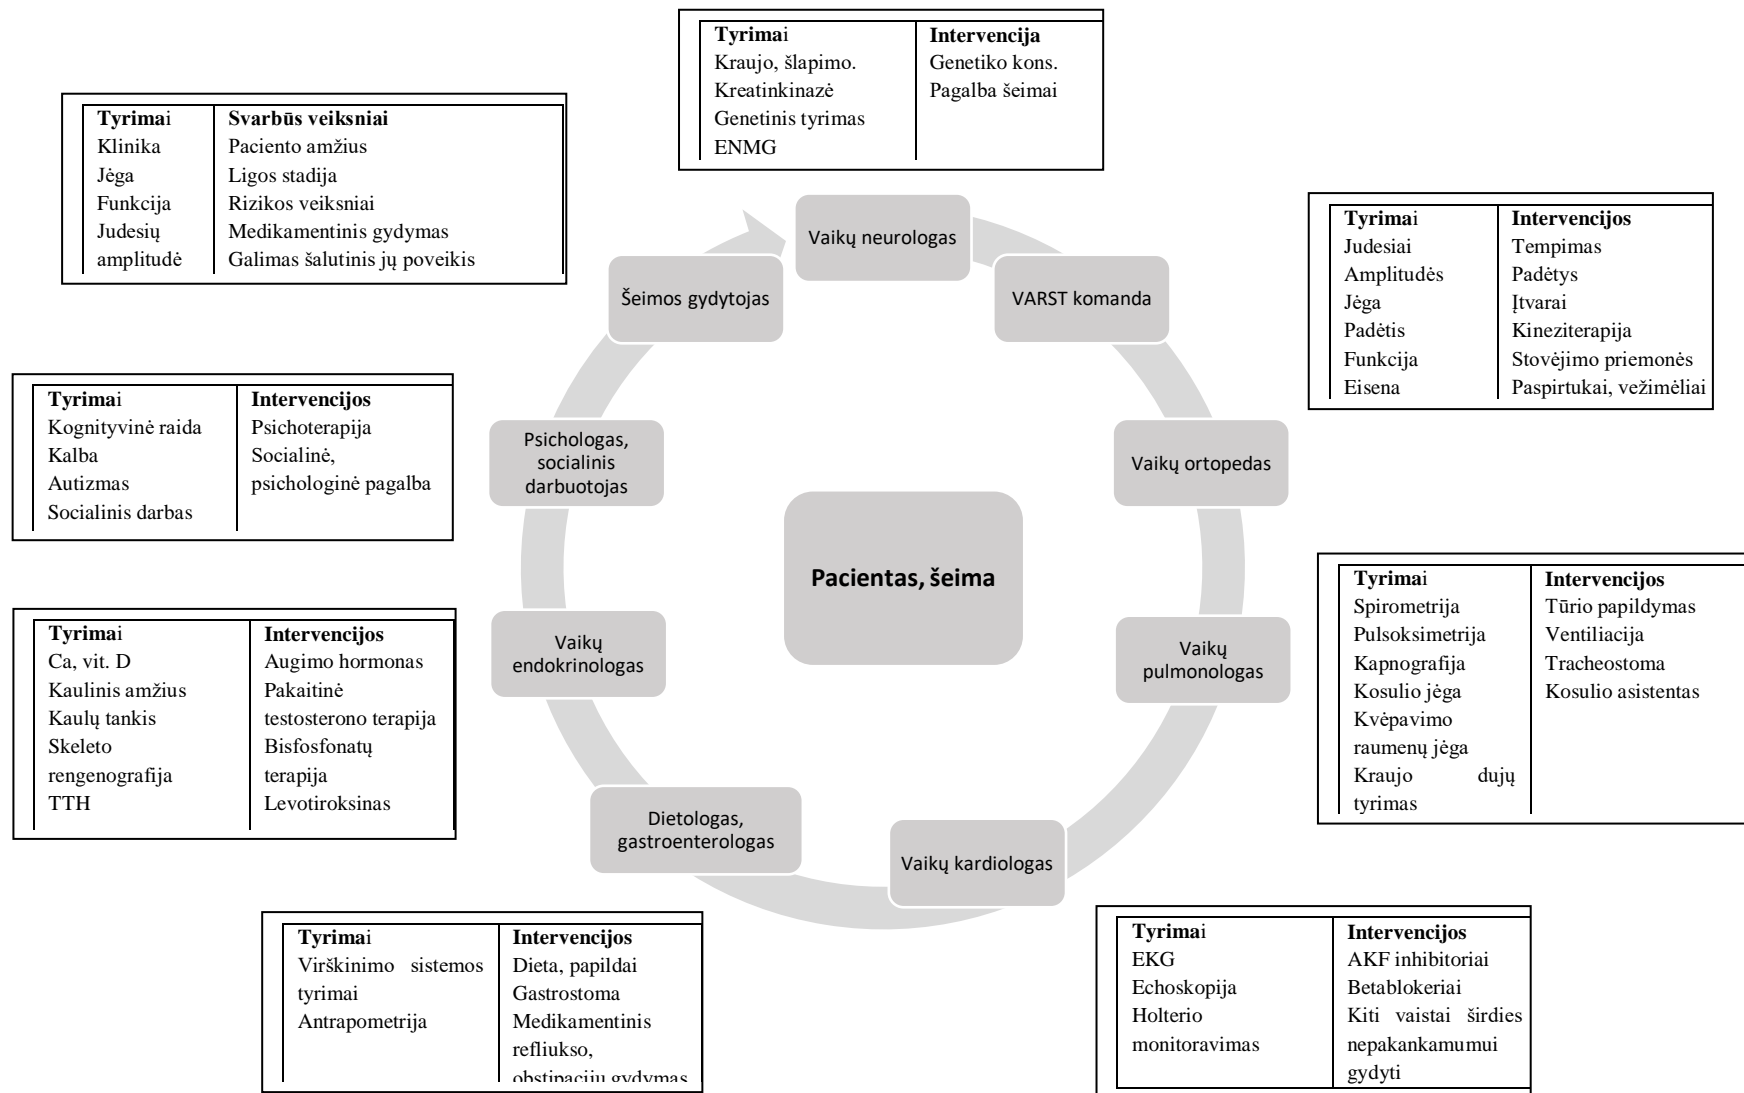 Tyrimai
Kraujo, šlapimo.
Kreatinkinazė
Genetinis tyrimas
ENMG
Intervencija
Genetiko kons.
Pagalba šeimai
Tyrimai
Klinika
Jėga
Funkcija
Judesių
amplitudė
Svarbūs veiksniai
Paciento amžius
Ligos stadija
Rizikos veiksniai
Medikamentinis gydymas
Galimas šalutinis jų poveikis
Vaikų neurologas
Šeimos gydytojas
VARST komanda
Tyrimai
Judesiai
Amplitudės
Jėga
Padėtis
Funkcija
Eisena
Intervencijos
Tempimas
Padėtys
Įtvarai
Kineziterapija
Stovėjimo priemonės
Paspirtukai, vežimėliai
Tyrimai
Kognityvinė raida
Kalba
Autizmas
Socialinis darbas
Intervencijos
Psichoterapija
Socialinė,
psichologinė pagalba
Psichologas,
socialinis
darbuotojas
Vaikų ortopedas
Pacientas, šeima
Tyrimai
Spirometrija
Pulsoksimetrija
Kapnografija
Kosulio jėga
Kvėpavimo
raumenų jėga
Kraujo dujų
tyrimas
Intervencijos
Tūrio papildymas
Ventiliacija
Tracheostoma
Kosulio asistentas
Tyrimai
Ca, vit. D
Kaulinis amžius
Kaulų tankis
Skeleto
rengenografija
TTH
Intervencijos
Augimo hormonas
Pakaitinė
testosterono terapija
Bisfosfonatų
terapija
Levotiroksinas
Vaikų
endokrinologas
Vaikų
pulmonologas
Dietologas,
gastroenterologas
Vaikų kardiologas
Tyrimai
Virškinimo sistemos
tyrimai
Antrapometrija
Intervencijos
Dieta, papildai
Gastrostoma
Medikamentinis
refliukso,
obstipacijų gydymas
Tyrimai
EKG
Echoskopija
Holterio
monitoravimas
Intervencijos
AKF inhibitoriai
Betablokeriai
Kiti vaistai širdies
nepakankamumui
gydyti